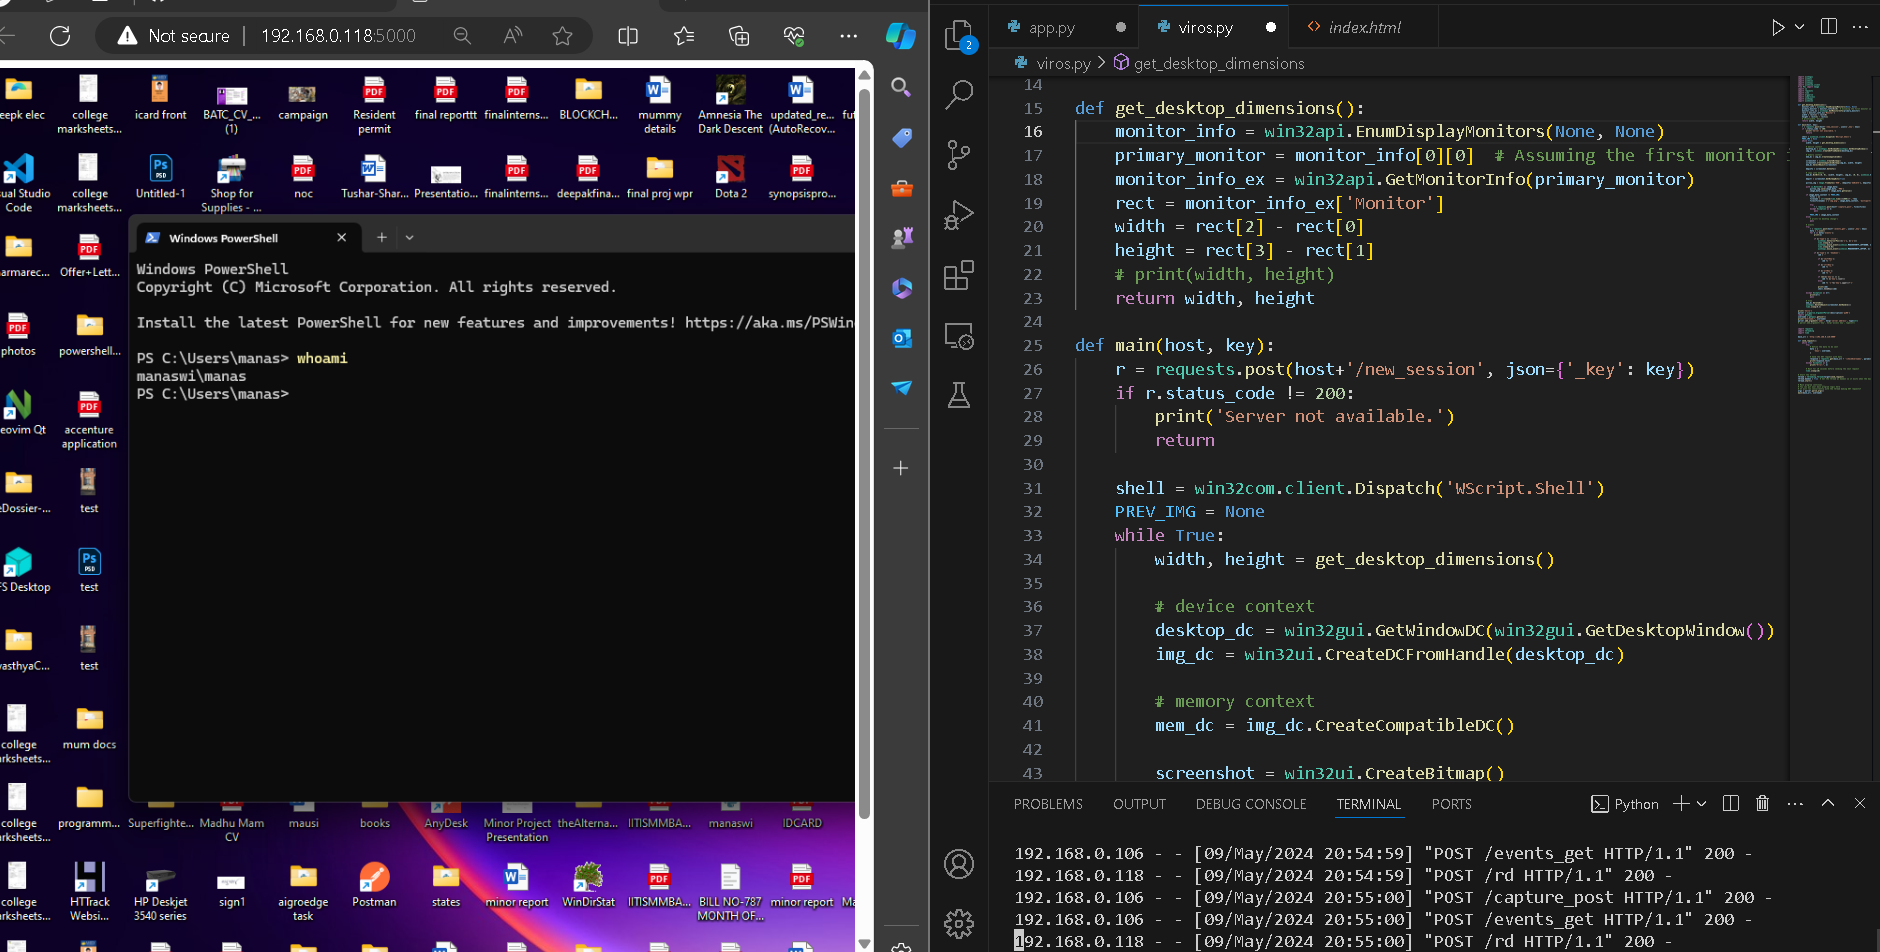 Not secure
192.168.0.118:5000
eepk elec
college
marksheets...
icard front
BATC_CV_...
(1)
campaign
Resident
permit
final reporttt
finalinterns...
BLOCKCH...
mummy
details
Amnesia The
Dark Descent
updated_re...
(AutoRecov...
fut
sual Studio
Code
college
marksheets...
Untitled-1
Shop for
Supplies - ...
noc
Tushar-Shar...
Presentatio...
finalinterns...
deepakfina...
final proj wpr
Dota 2
synopsispro...
armarec...
Offer+Lett...
photos
powershell...
eovim Qt
accenture
application
eDossier-...
test
FS Desktop
test
vasthyaC...
test
college
marksheets...
mum docs
college
marksheets...
programm...
Superfighte...
Madhu Mam
CV
mausi
books
AnyDesk
Minor Project
Presentation
theAlterna...
IITISMMBA...
manaswi
IDCARD
college
marksheets...
HTTrack
Websi...
HP Deskjet
3540 series
sign1
aigroedge
task
Postman
states
minor report
WinDirStat
IITISMMBA...
BILL NO-787
MONTH OF...
minor report
Ma
Windows PowerShell
Windows PowerShell
Copyright (C) Microsoft Corporation. All rights reserved.
Install the latest PowerShell for new features and improvements! https://aka.ms/PSWin
PS C:\Users\manas> whoami
manaswi\manas
PS C:\Users\manas>
2
app.py
viros.py
index.html
viros.py > get_desktop_dimensions
14
15 def get_desktop_dimensions():
16 monitor_info = win32api.EnumDisplayMonitors(None, None)
17 primary_monitor = monitor_info[0][0]  # Assuming the first monitor i
18 monitor_info_ex = win32api.GetMonitorInfo(primary_monitor)
19 rect = monitor_info_ex['Monitor']
20 width = rect[2] - rect[0]
21 height = rect[3] - rect[1]
22 # print(width, height)
23 return width, height
24
25 def main(host, key):
26 r = requests.post(host+'/new_session', json={'_key': key})
27 if r.status_code != 200:
28 print('Server not available.')
29 return
30
31 shell = win32com.client.Dispatch('WScript.Shell')
32 PREV_IMG = None
33 while True:
34 width, height = get_desktop_dimensions()
35
36 # device context
37 desktop_dc = win32gui.GetWindowDC(win32gui.GetDesktopWindow())
38 img_dc = win32ui.CreateDCFromHandle(desktop_dc)
39
40 # memory context
41 mem_dc = img_dc.CreateCompatibleDC()
42
43 screenshot = win32ui.CreateBitmap()
PROBLEMS OUTPUT DEBUG CONSOLE TERMINAL PORTS
Python
192.168.0.106 - - [09/May/2024 20:54:59] "POST /events_get HTTP/1.1" 200 -
192.168.0.118 - - [09/May/2024 20:54:59] "POST /rd HTTP/1.1" 200 -
192.168.0.106 - - [09/May/2024 20:55:00] "POST /capture_post HTTP/1.1" 200 -
192.168.0.106 - - [09/May/2024 20:55:00] "POST /events_get HTTP/1.1" 200 -
192.168.0.118 - - [09/May/2024 20:55:00] "POST /rd HTTP/1.1" 200 -